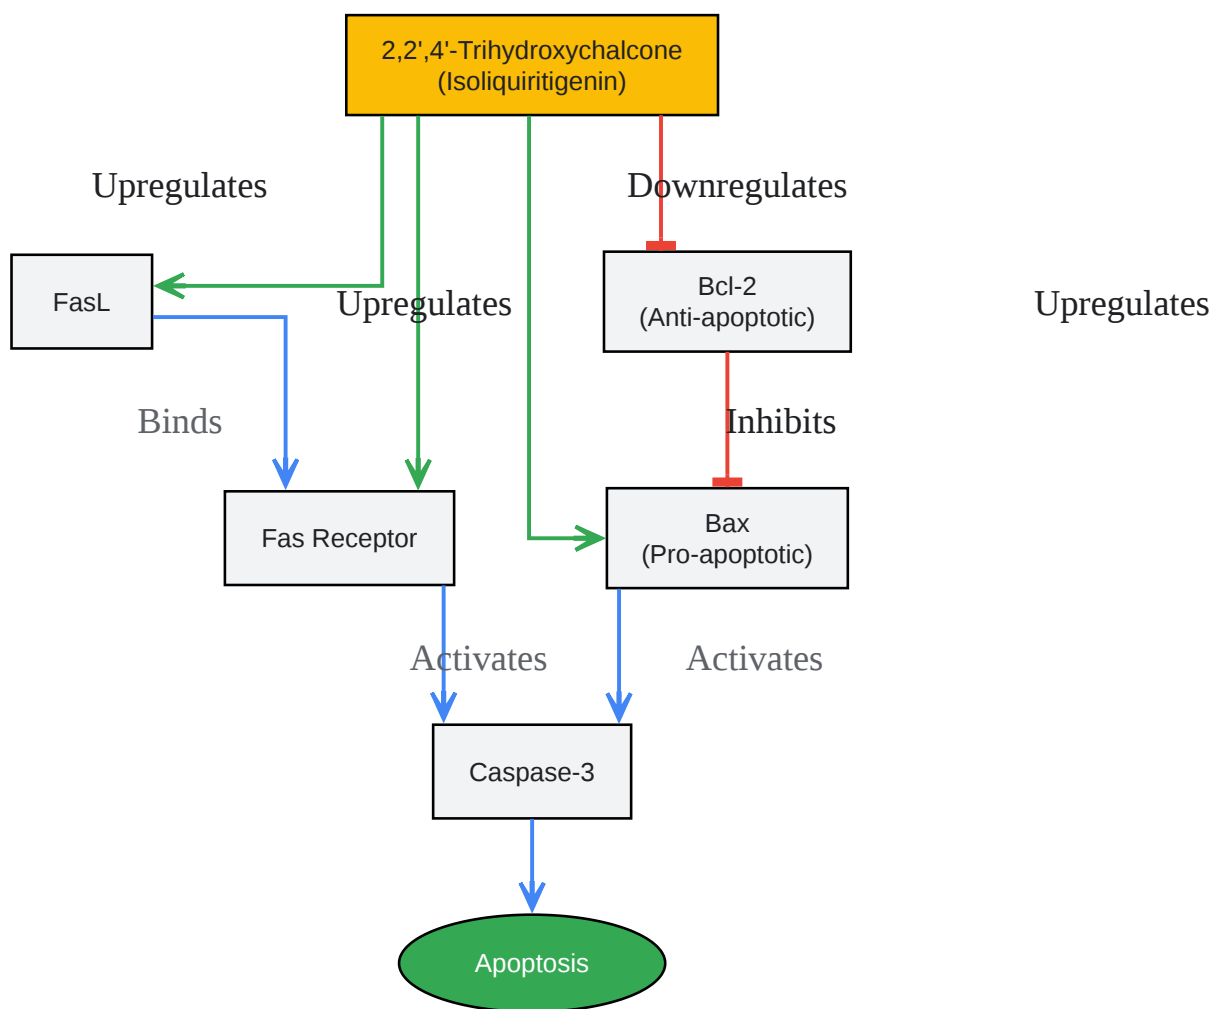 2,2',4'-Trihydroxychalcone
(Isoliquiritigenin)
Upregulates
Downregulates
FasL
Upregulates
Bcl-2
(Anti-apoptotic)
Upregulates
Binds
Inhibits
Fas Receptor
Bax
(Pro-apoptotic)
Activates
Activates
Caspase-3
Apoptosis